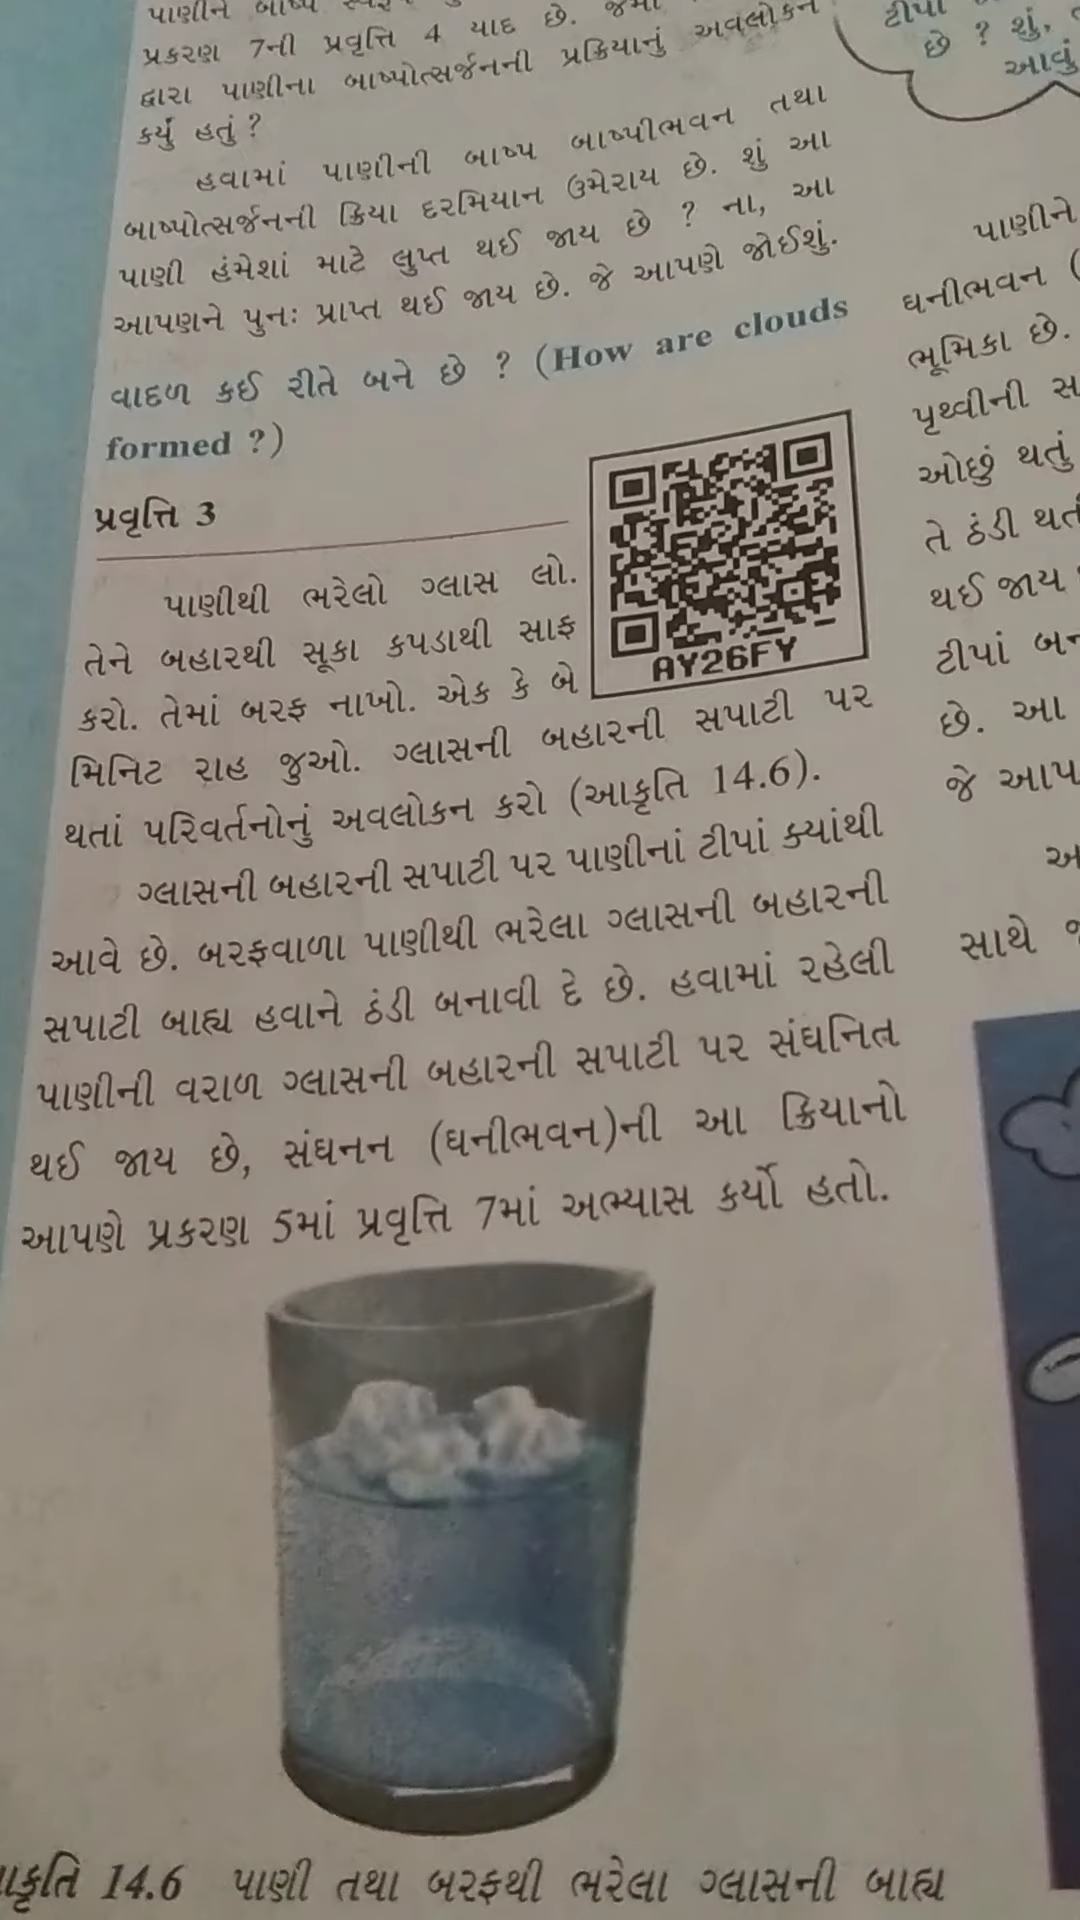 પાણીને બાષ્પ
પ્રકરણ 7ની પ્રવૃત્તિ 4 યાદ છે. જેમાં
દ્વારા પાણીના બાષ્પોત્સર્જનની પ્રક્રિયાનું અવલોકન
કર્યું હતું ?
હવામાં પાણીની બાષ્પ બાષ્પીભવન તથા
બાષ્પોત્સર્જનની ક્રિયા દરમિયાન ઉમેરાય છે. શું આ
પાણી હંમેશાં માટે લુપ્ત થઈ જાય છે ? ના, આ
આપણને પુનઃ પ્રાપ્ત થઈ જાય છે. જે આપણે જોઈશું.
વાદળ કઈ રીતે બને છે ? (How are clouds
formed ?)
પ્રવૃત્તિ 3
પાણીથી ભરેલો ગ્લાસ લો.
તેને બહારથી સૂકા કપડાથી સાફ
કરો. તેમાં બરફ નાખો. એક કે બે
મિનિટ રાહ જુઓ. ગ્લાસની બહારની સપાટી પર
થતાં પરિવર્તનોનું અવલોકન કરો (આકૃતિ 14.6).
AY26FY
ગ્લાસની બહારની સપાટી પર પાણીનાં ટીપાં ક્યાંથી
આવે છે. બરફવાળા પાણીથી ભરેલા ગ્લાસની બહારની
સપાટી બાહ્ય હવાને ઠંડી બનાવી દે છે. હવામાં રહેલી
પાણીની વરાળ ગ્લાસની બહારની સપાટી પર સંઘનિત
થઈ જાય છે, સંઘનન (ઘનીભવન)ની આ ક્રિયાનો
આપણે પ્રકરણ 5માં પ્રવૃત્તિ 7માં અભ્યાસ કર્યો હતો.
14.6 પાણી તથા બરફથી ભરેલા ગ્લાસની બાહ્ય
ટીપાં
છે ? શું,
આવું
પાણીને
ઘનીભવન (
ભૂમિકા છે.
પૃથ્વીની
ઓછું થતું
તે ઠંડી
થઈ જાય
ટીપાં
છે. આ
જે
સાથે